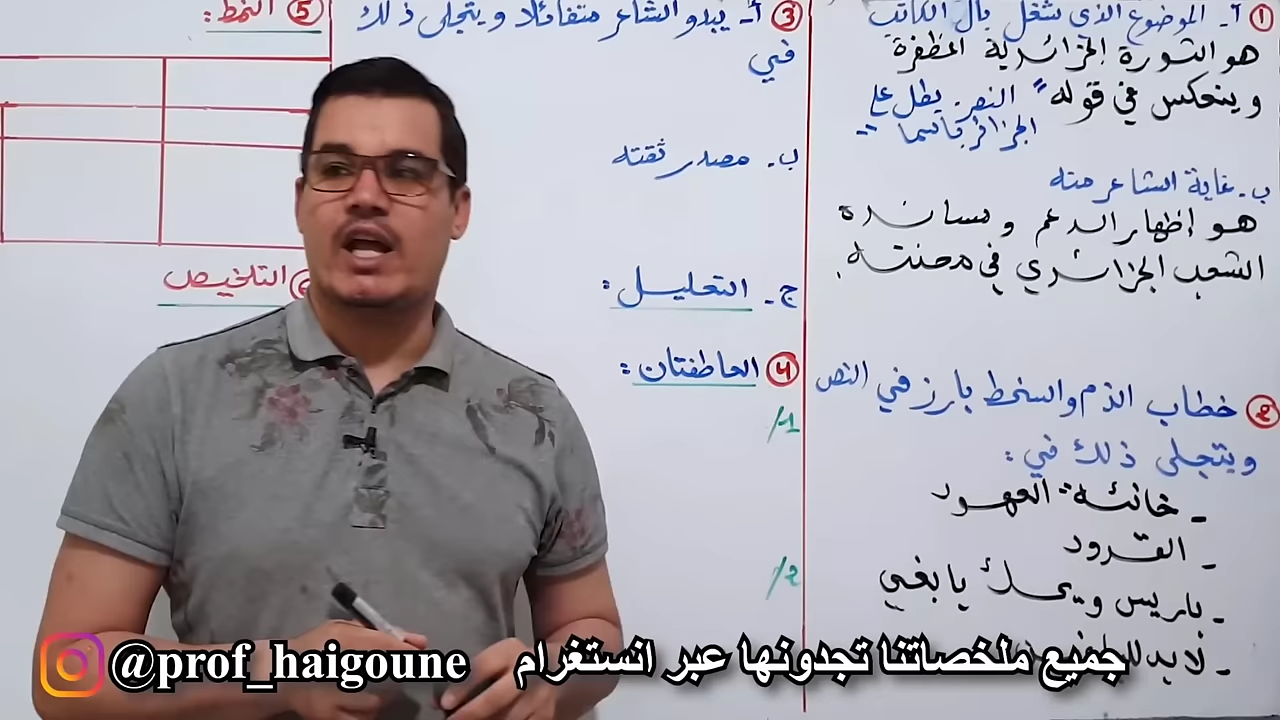 ① أ- الموضوع الذي شغل بال الكاتب
هو الثورة الجزائرية المظفرة
وينعكس في قوله " النصر يطل على
الجزائر باسما "
ب- غاية الشاعر منه
هو إظهار الدعم ومساندة
الشعب الجزائري في محنته.
② خطاب الذم والسخط بارز في النص
ويتجلى ذلك في:
- خائنة العهود
- القرود
- باريس ويحك يا بغي
- لابد
③ أ- يبدو الشاعر متفائلا ويتجلى ذلك
في
ب- مصدر ثقته
ج- التعليل:
④ العاطفتان:
1/
2/
⑤ النمط:
التلخيص
@prof_haigoune جميع ملخصاتنا تجدونها عبر انستغرام